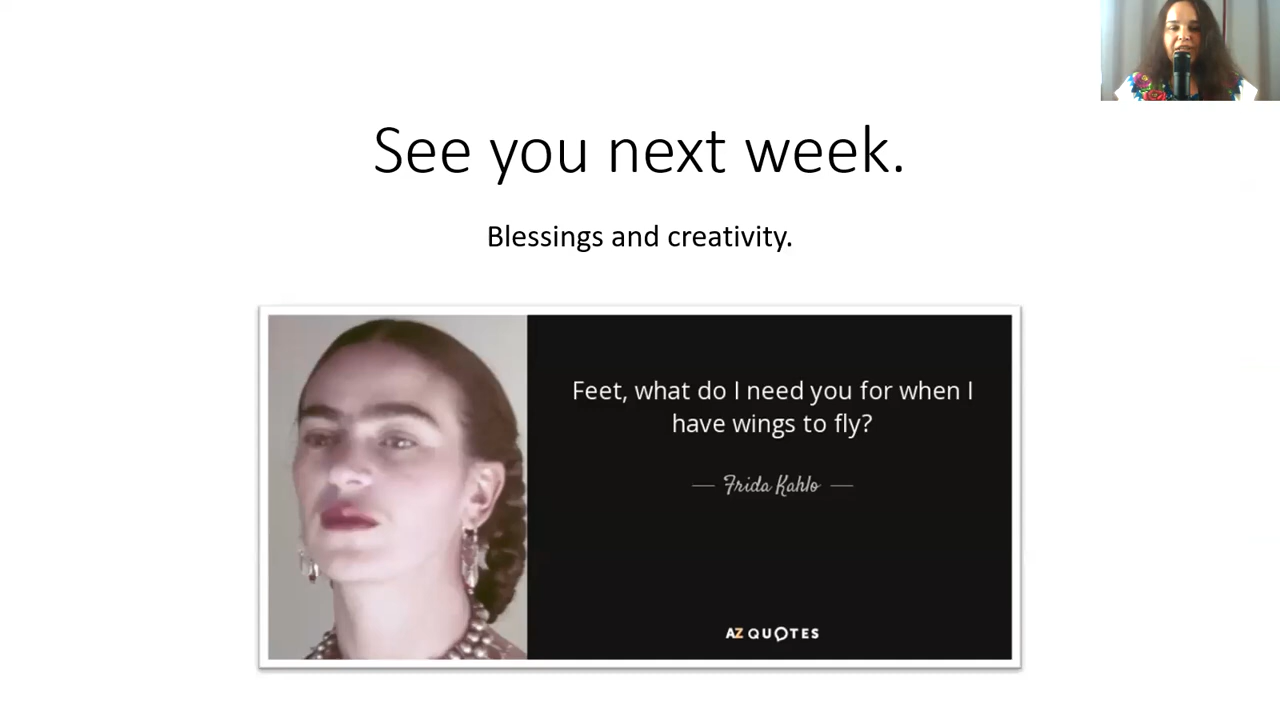 See you next week.
Blessings and creativity.
Feet, what do I need you for when I
have wings to fly?
— Frida Kahlo —
AZ QUOTES